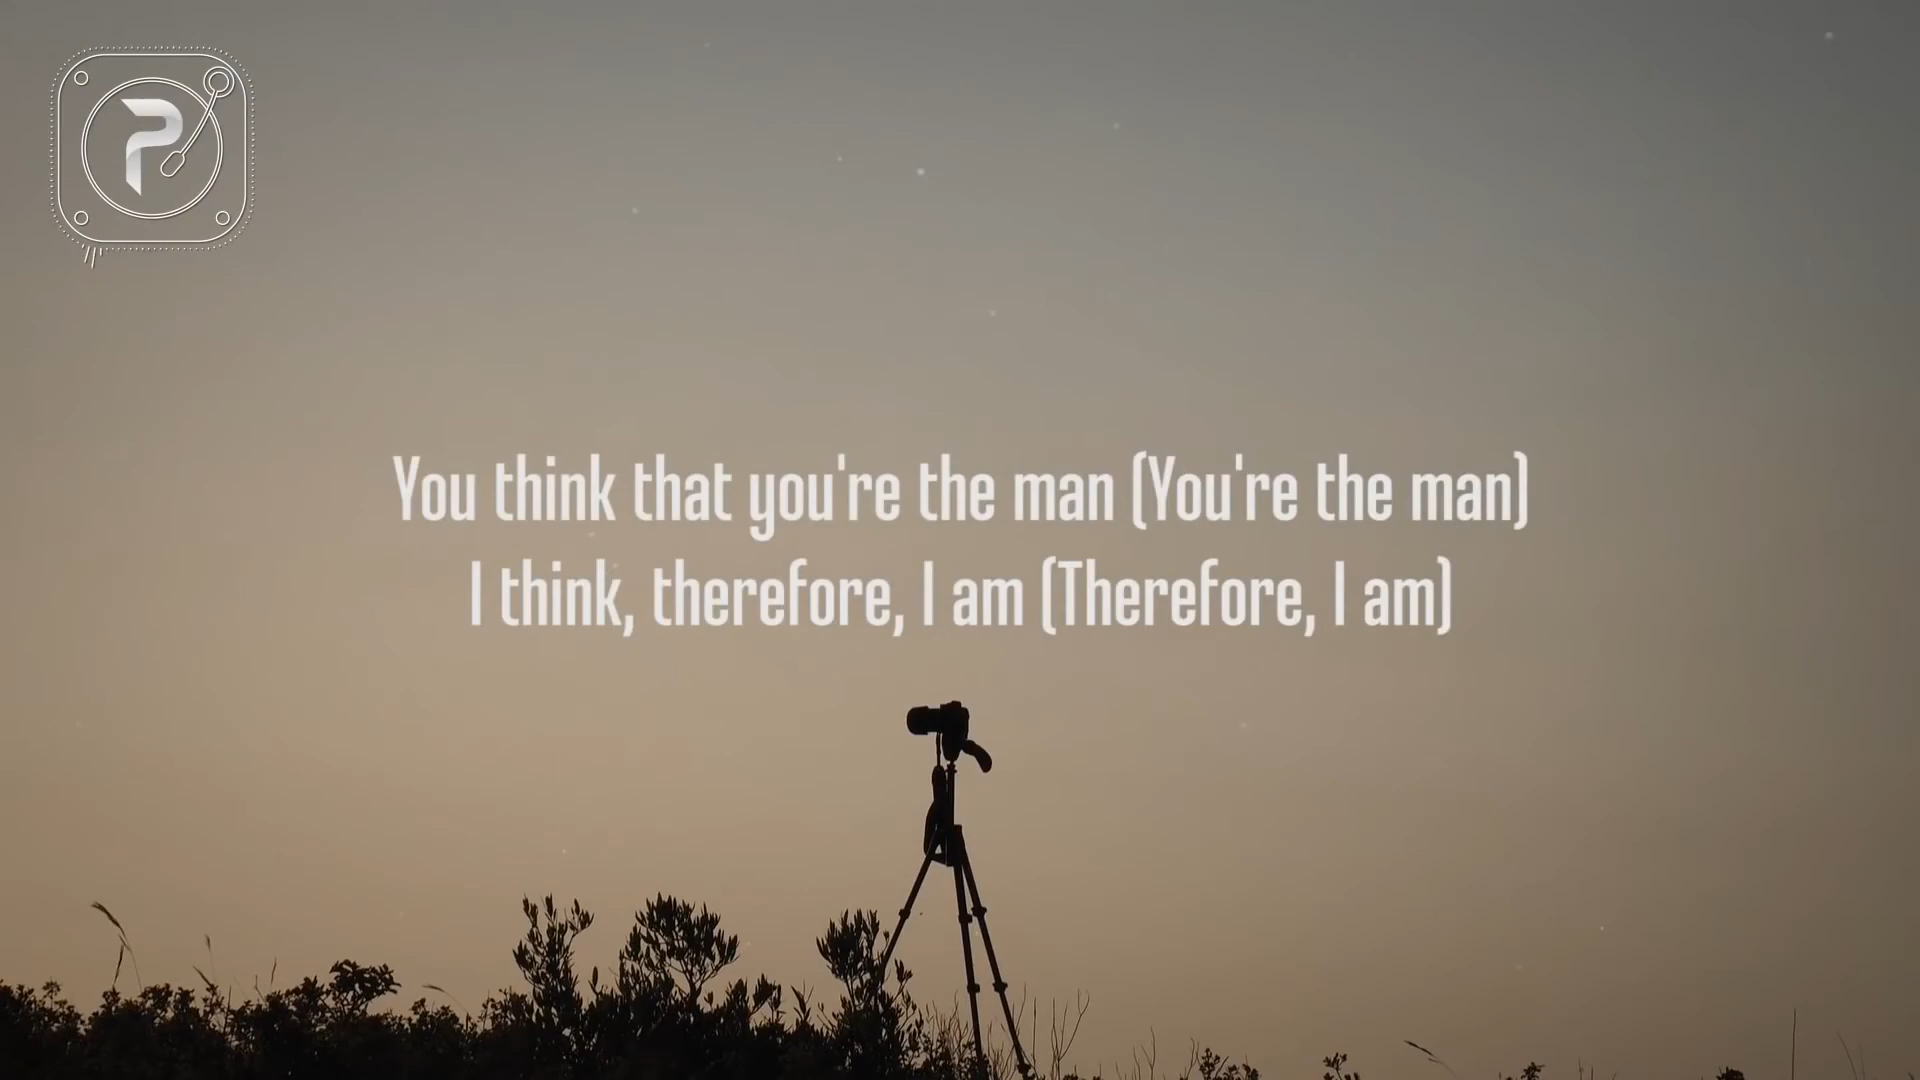 P
You think that you're the man (You're the man)
I think, therefore, I am (Therefore, I am)